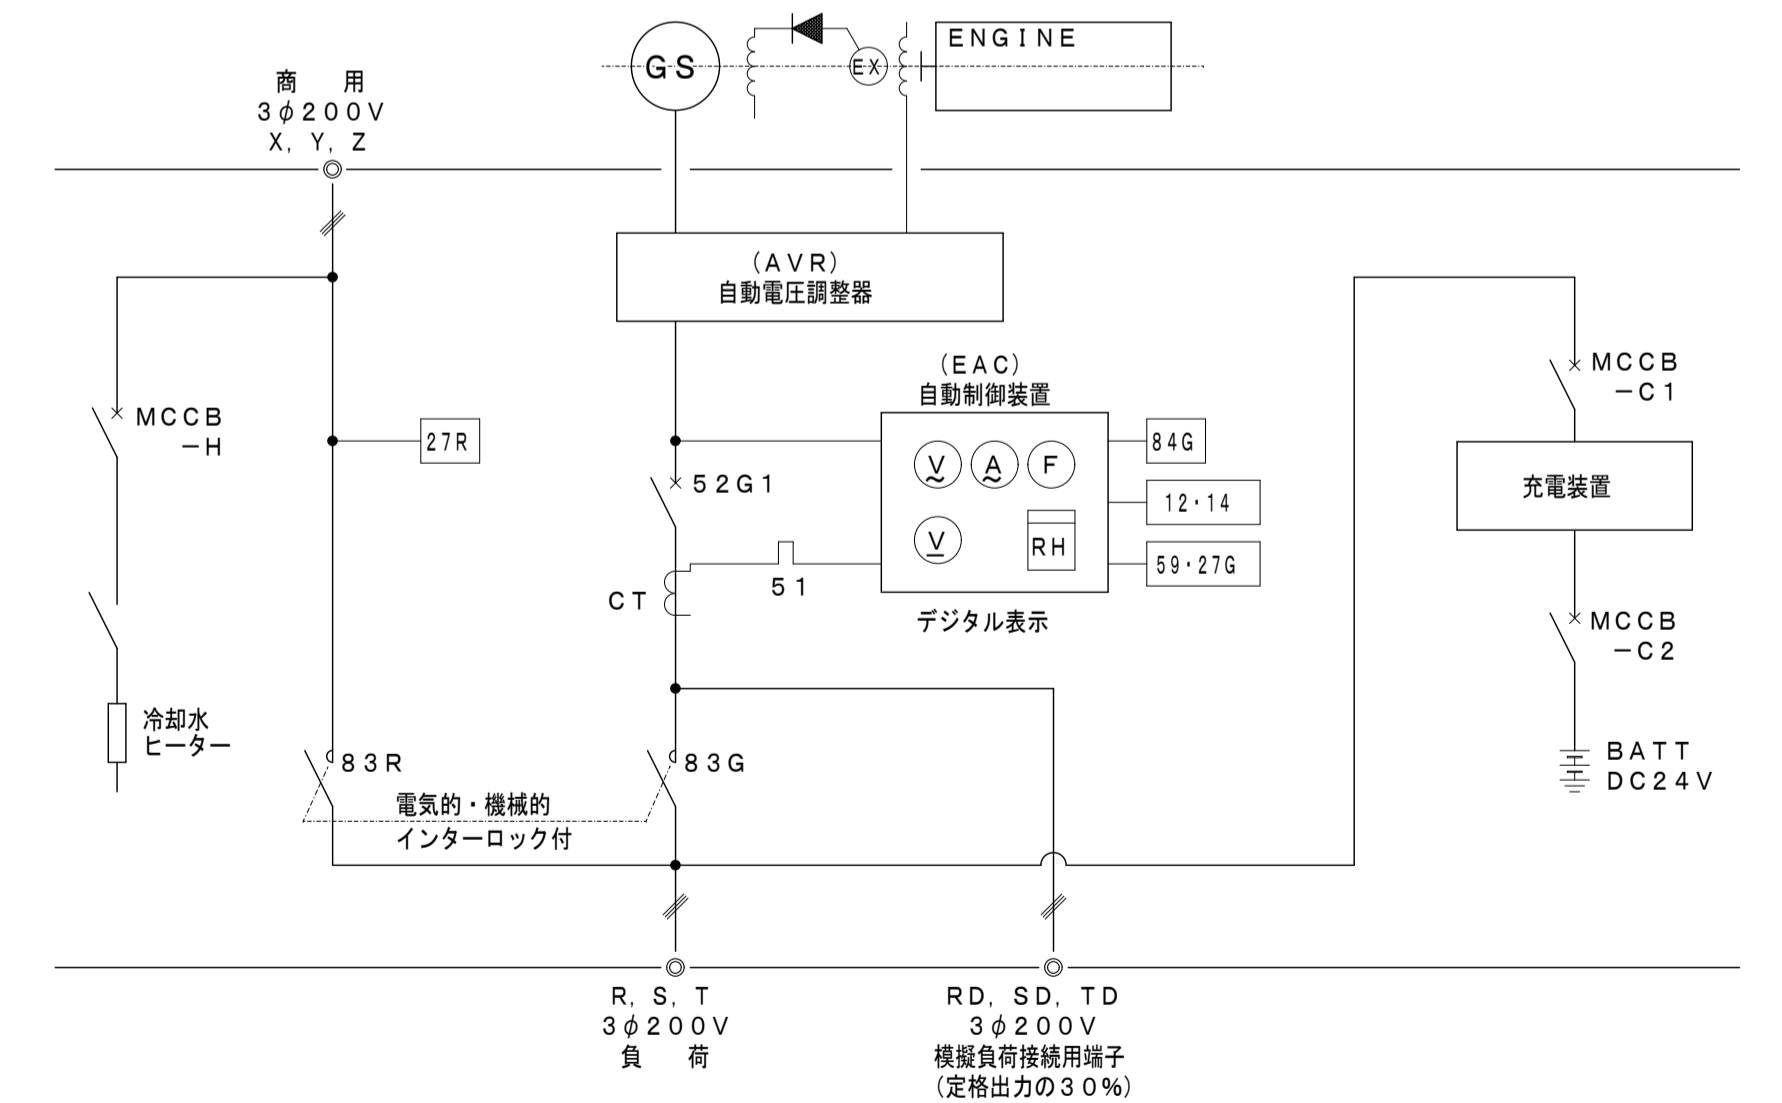 ＥＮＧＩＮＥ
ＧＳ
ＥＸ
商　用
３φ２００Ｖ
Ｘ，Ｙ，Ｚ
（ＡＶＲ）
自動電圧調整器
（ＥＡＣ）
自動制御装置
ＭＣＣＢ
－Ｃ１
ＭＣＣＢ
－Ｈ
２７Ｒ
Ｖ
～
Ａ
～
Ｆ
８４Ｇ
５２Ｇ１
１２・１４
充電装置
Ｖ
ＲＨ
５９・２７Ｇ
５１
ＣＴ
デジタル表示
ＭＣＣＢ
－Ｃ２
冷却水
ヒーター
８３Ｒ
８３Ｇ
ＢＡＴＴ
ＤＣ２４Ｖ
電気的・機械的
インターロック付
Ｒ，Ｓ，Ｔ
３φ２００Ｖ
負　荷
ＲＤ，ＳＤ，ＴＤ
３φ２００Ｖ
模擬負荷接続用端子
（定格出力の３０％）